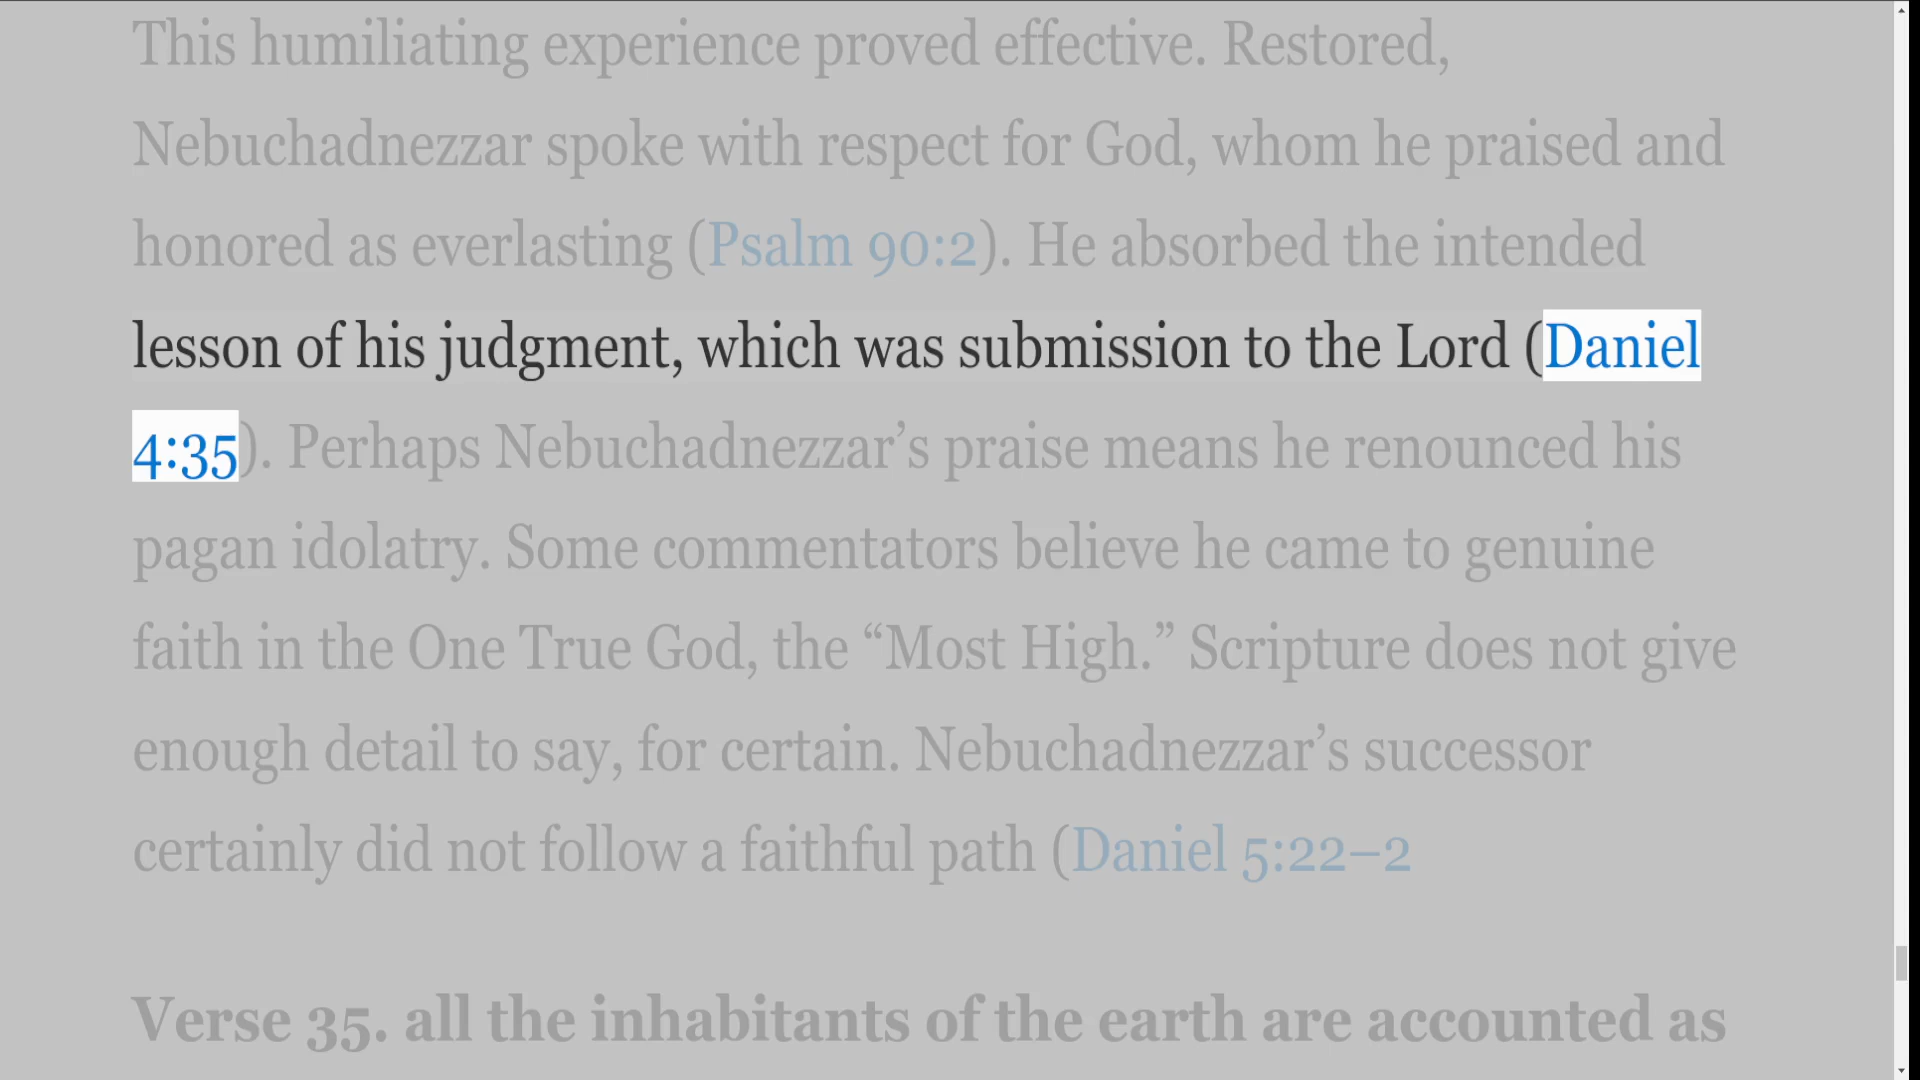 This humiliating experience proved effective. Restored,
Nebuchadnezzar spoke with respect for God, whom he praised and
honored as everlasting (Psalm 90:2). He absorbed the intended
lesson of his judgment, which was submission to the Lord (Daniel
4:35). Perhaps Nebuchadnezzar’s praise means he renounced his
pagan idolatry. Some commentators believe he came to genuine
faith in the One True God, the “Most High.” Scripture does not give
enough detail to say, for certain. Nebuchadnezzar’s successor
certainly did not follow a faithful path (Daniel 5:22–2
Verse 35. all the inhabitants of the earth are accounted as